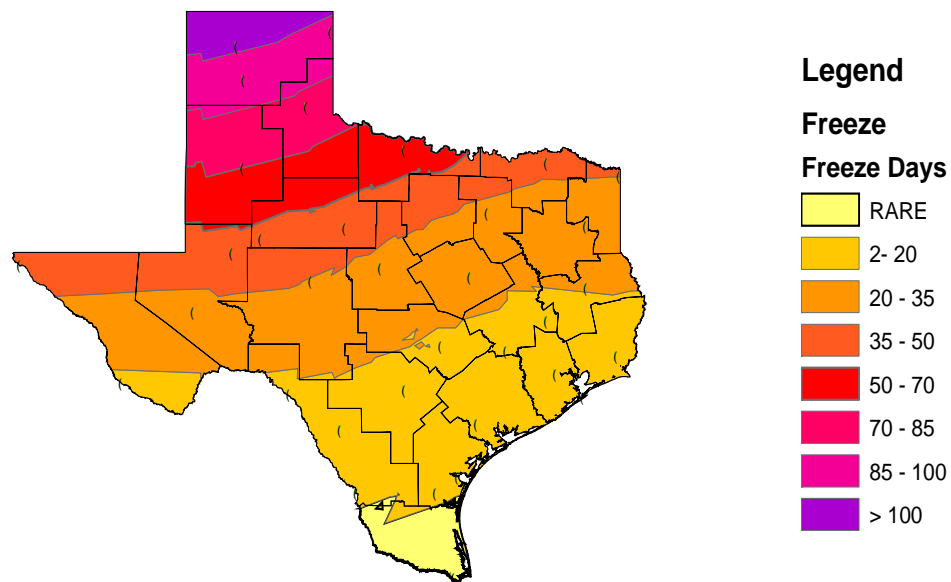 Legend
Freeze
Freeze Days
RARE
2- 20
20 - 35
35 - 50
50 - 70
70 - 85
85 - 100
> 100